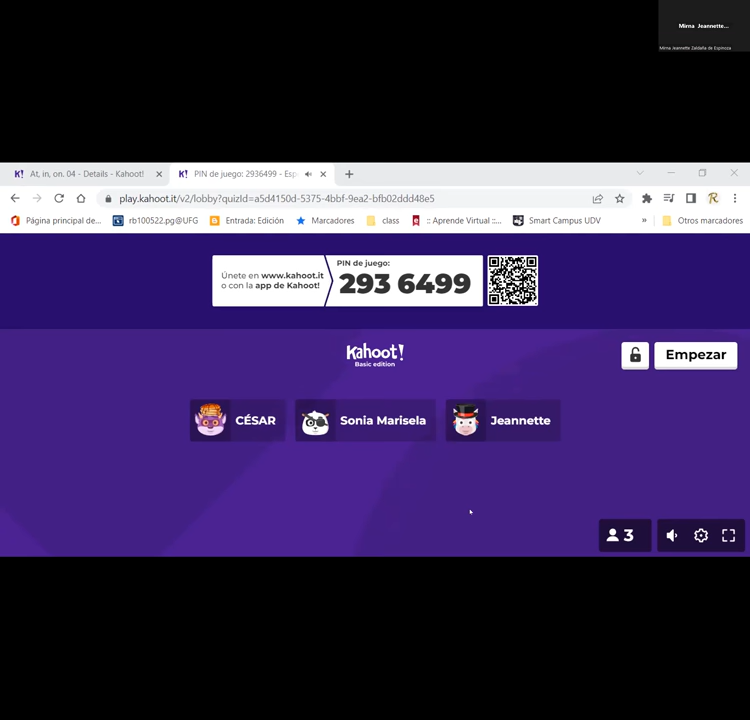 Mirna Jeannette...
Mirna Jeannette Zaldaña de Espinoza
K! At, in, on. 04 - Details - Kahoot!
K! PIN de juego: 2936499 - Esp
play.kahoot.it/v2/lobby?quizId=a5d4150d-5375-4bbf-9ea2-bfb02ddd48e5
Página principal de... rb100522.pg@UFG Entrada: Edición Marcadores class :: Aprende Virtual ::... Smart Campus UDV » Otros marcadores
Únete en www.kahoot.it
o con la app de Kahoot!
PIN de juego:
293 6499
Kahoot!
Basic edition
Empezar
CÉSAR
Sonia Marisela
Jeannette
3